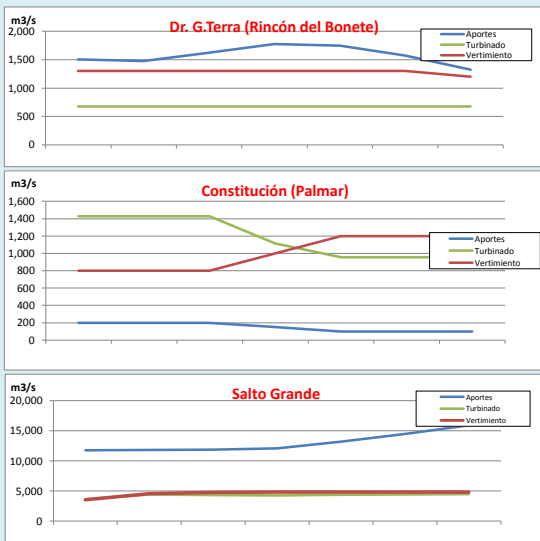 m3/s
Dr. G.Terra (Rincón del Bonete)
2,000
1,500
1,000
500
0
Aportes
Turbinado
Vertimiento
m3/s
Constitución (Palmar)
1,600
1,400
1,200
1,000
800
600
400
200
0
Aportes
Turbinado
Vertimiento
m3/s
Salto Grande
20,000
15,000
10,000
5,000
0
Aportes
Turbinado
Vertimiento